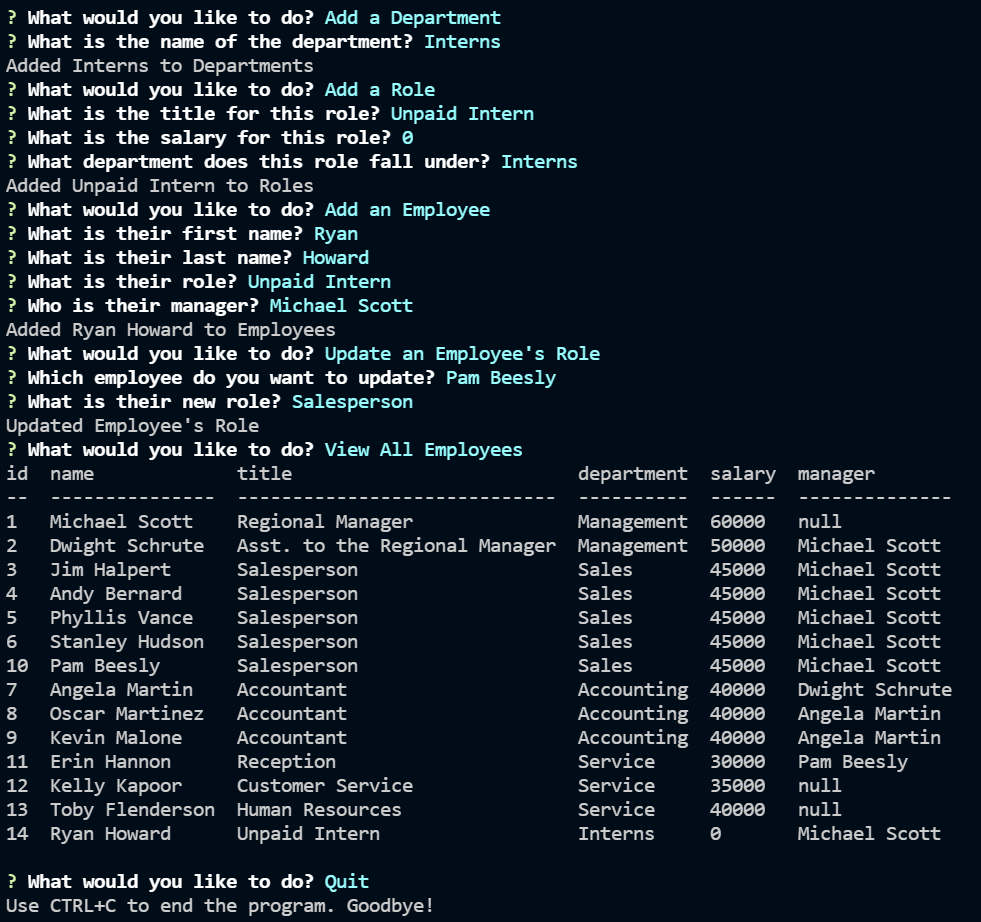 ? What would you like to do? Add a Department
? What is the name of the department? Interns
Added Interns to Departments
? What would you like to do? Add a Role
? What is the title for this role? Unpaid Intern
? What is the salary for this role? 0
? What department does this role fall under? Interns
Added Unpaid Intern to Roles
? What would you like to do? Add an Employee
? What is their first name? Ryan
? What is their last name? Howard
? What is their role? Unpaid Intern
? Who is their manager? Michael Scott
Added Ryan Howard to Employees
? What would you like to do? Update an Employee's Role
? Which employee do you want to update? Pam Beesly
? What is their new role? Salesperson
Updated Employee's Role
? What would you like to do? View All Employees
id  name             title                          department  salary  manager
--  ---------------  -----------------------------  ----------  ------  --------------
1   Michael Scott    Regional Manager               Management  60000   null
2   Dwight Schrute   Asst. to the Regional Manager  Management  50000   Michael Scott
3   Jim Halpert      Salesperson                    Sales       45000   Michael Scott
4   Andy Bernard     Salesperson                    Sales       45000   Michael Scott
5   Phyllis Vance    Salesperson                    Sales       45000   Michael Scott
6   Stanley Hudson   Salesperson                    Sales       45000   Michael Scott
10  Pam Beesly       Salesperson                    Sales       45000   Michael Scott
7   Angela Martin    Accountant                     Accounting  40000   Dwight Schrute
8   Oscar Martinez   Accountant                     Accounting  40000   Angela Martin
9   Kevin Malone     Accountant                     Accounting  40000   Angela Martin
11  Erin Hannon      Reception                      Service     30000   Pam Beesly
12  Kelly Kapoor     Customer Service               Service     35000   null
13  Toby Flenderson  Human Resources                Service     40000   null
14  Ryan Howard      Unpaid Intern                  Interns     0       Michael Scott
? What would you like to do? Quit
Use CTRL+C to end the program. Goodbye!